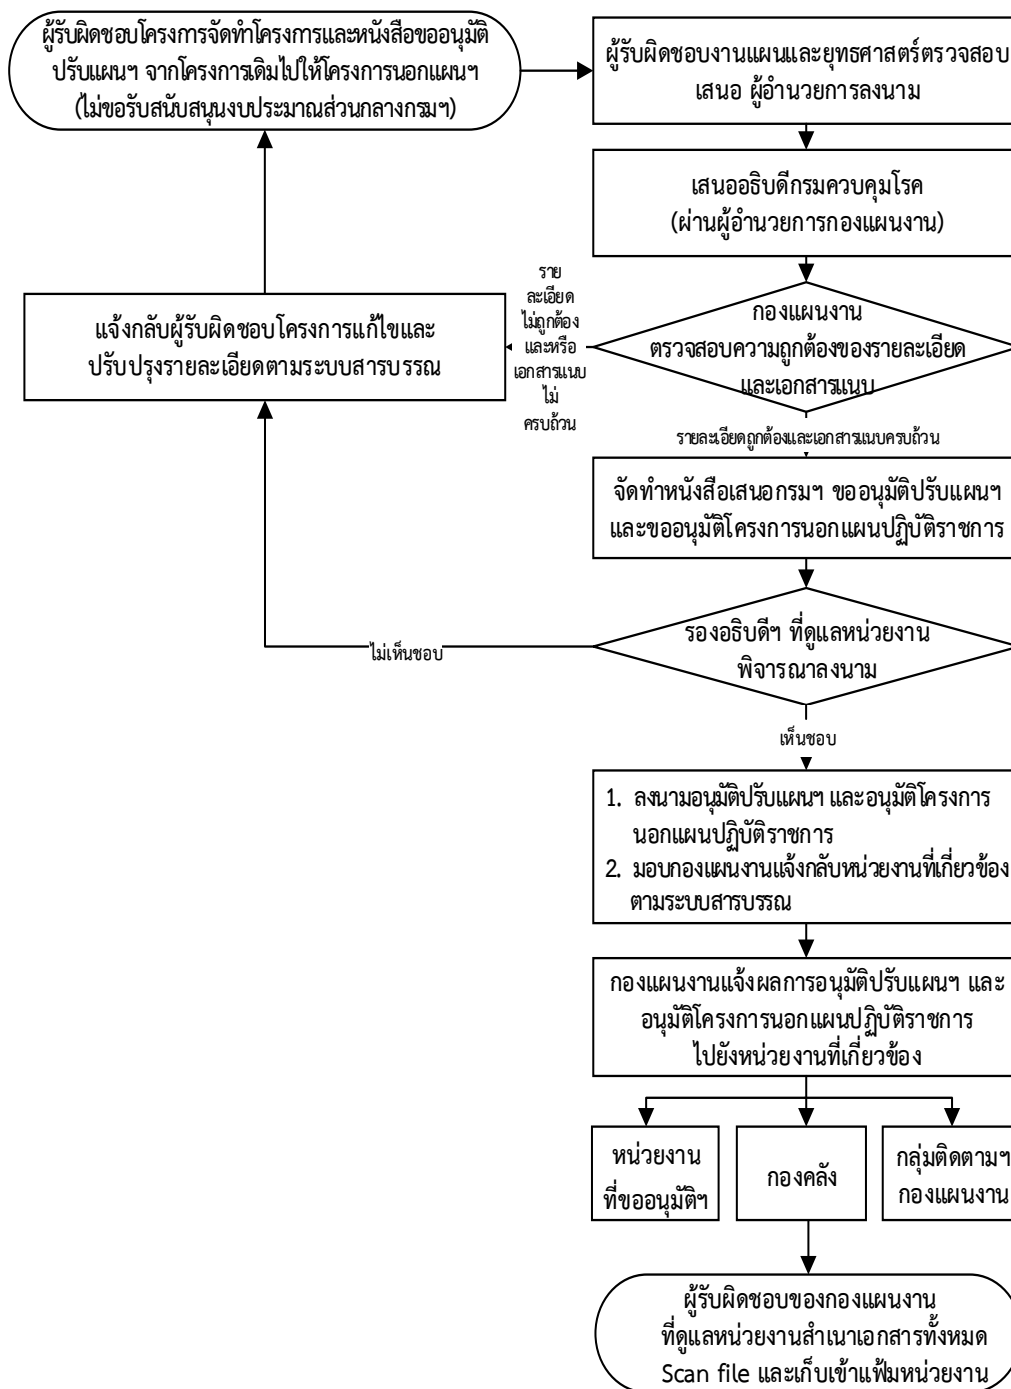 ผู้รับผิดชอบโครงการจัดทำโครงการและหนังสือขออนุมัติ
ปรับแผนฯ จากโครงการเดิมไปให้โครงการนอกแผนฯ
(ไม่ขอรับสนับสนุนงบประมาณส่วนกลางกรมฯ)
ผู้รับผิดชอบงานแผนและยุทธศาสตร์ตรวจสอบ
เสนอ ผู้อำนวยการลงนาม
เสนออธิบดีกรมควบคุมโรค
(ผ่านผู้อำนวยการกองแผนงาน)
กองแผนงาน
ตรวจสอบความถูกต้องของรายละเอียด
และเอกสารแนบ
ราย
ละเอียด
ไม่ถูกต้อง
และหรือ
เอกสารแนบ
ไม่
ครบถ้วน
แจ้งกลับผู้รับผิดชอบโครงการแก้ไขและ
ปรับปรุงรายละเอียดตามระบบสารบรรณ
รายละเอียดถูกต้องและเอกสารแนบครบถ้วน
จัดทำหนังสือเสนอกรมฯ ขออนุมัติปรับแผนฯ
และขออนุมัติโครงการนอกแผนปฏิบัติราชการ
รองอธิบดีฯ ที่ดูแลหน่วยงาน
พิจารณาลงนาม
ไม่เห็นชอบ
เห็นชอบ
1. ลงนามอนุมัติปรับแผนฯ และอนุมัติโครงการ
นอกแผนปฏิบัติราชการ
2. มอบกองแผนงานแจ้งกลับหน่วยงานที่เกี่ยวข้อง
ตามระบบสารบรรณ
กองแผนงานแจ้งผลการอนุมัติปรับแผนฯ และ
อนุมัติโครงการนอกแผนปฏิบัติราชการ
ไปยังหน่วยงานที่เกี่ยวข้อง
หน่วยงาน
ที่ขออนุมัติฯ
กองคลัง
กลุ่มติดตามฯ
กองแผนงาน
ผู้รับผิดชอบของกองแผนงาน
ที่ดูแลหน่วยงานสำเนาเอกสารทั้งหมด
Scan file และเก็บเข้าแฟ้มหน่วยงาน